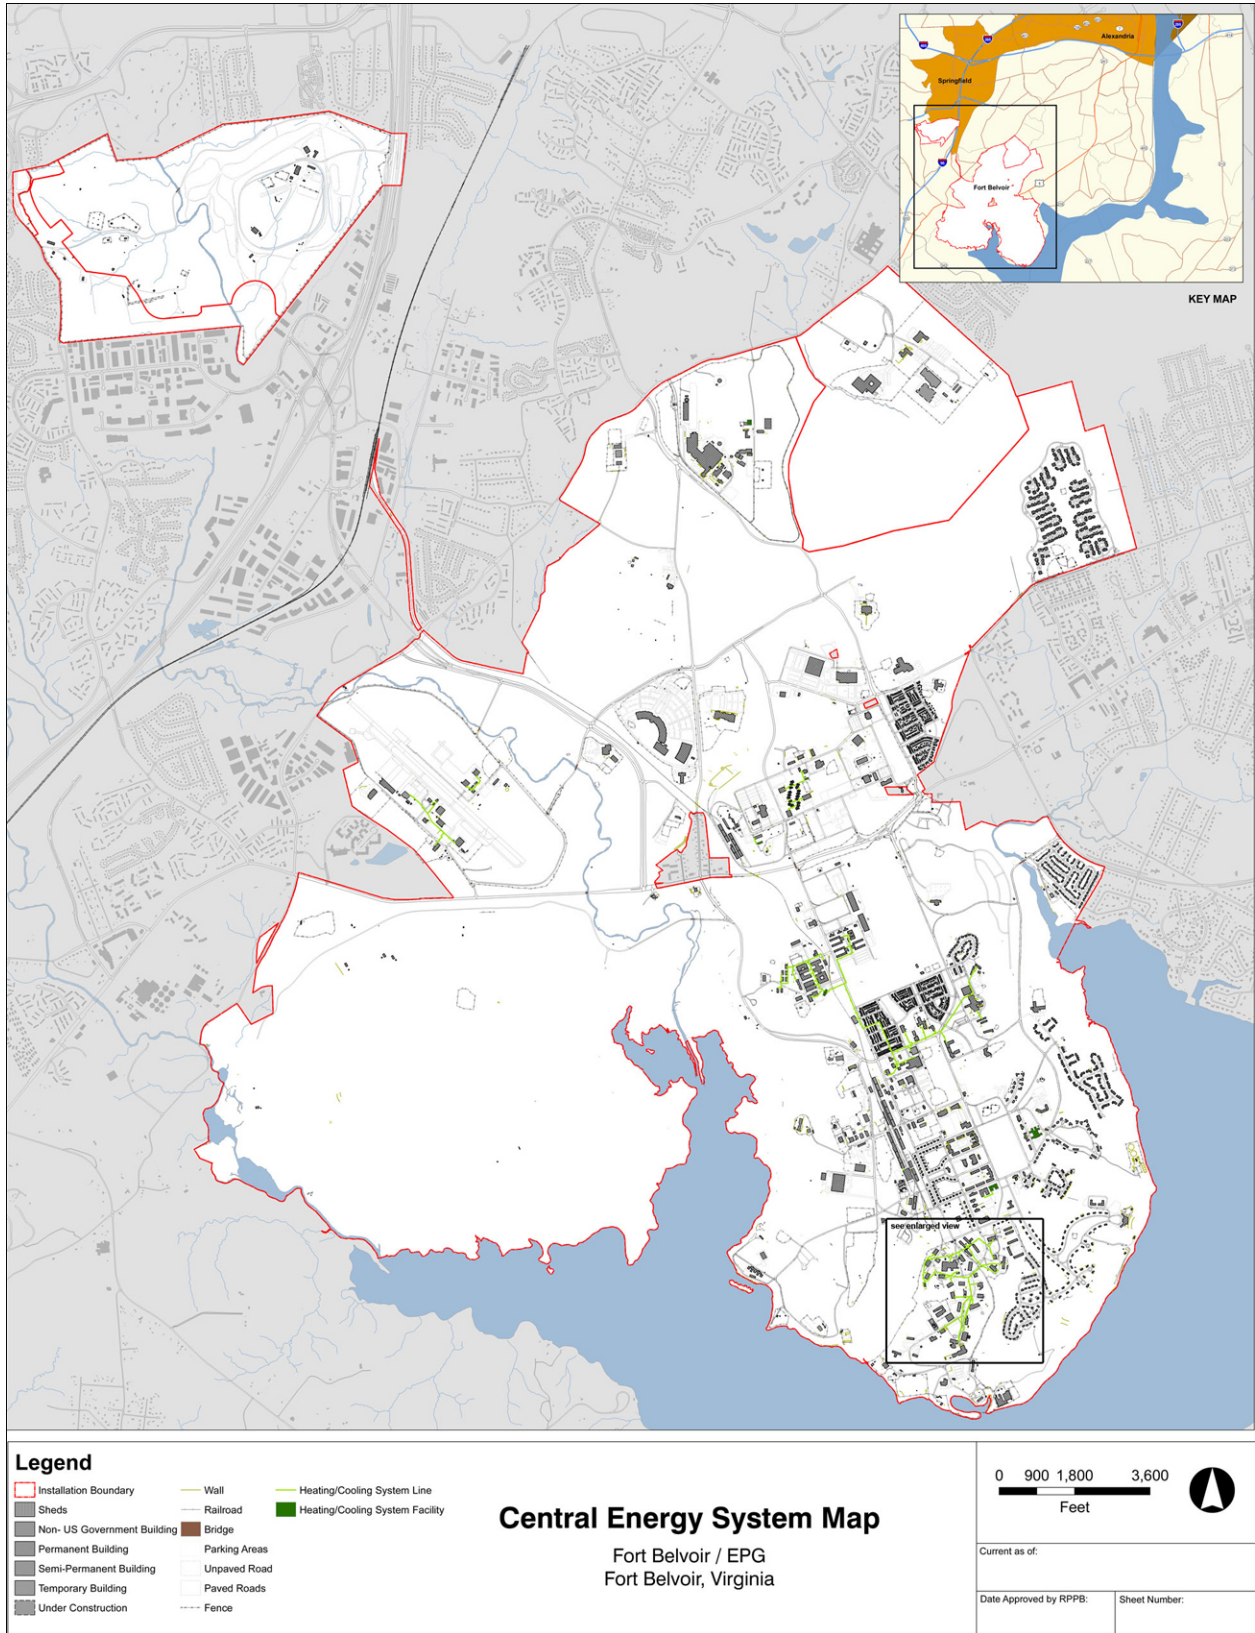 Alexandria
Springfield
Fort Belvoir
KEY MAP
see enlarged view
Legend
Installation Boundary
Sheds
Non- US Government Building
Permanent Building
Semi-Permanent Building
Temporary Building
Under Construction
Wall
Railroad
Bridge
Parking Areas
Unpaved Road
Paved Roads
Fence
Heating/Cooling System Line
Heating/Cooling System Facility
Central Energy System Map
Fort Belvoir / EPG
Fort Belvoir, Virginia
0 900 1,800 3,600
Feet
Current as of:
Date Approved by RPPB:
Sheet Number: